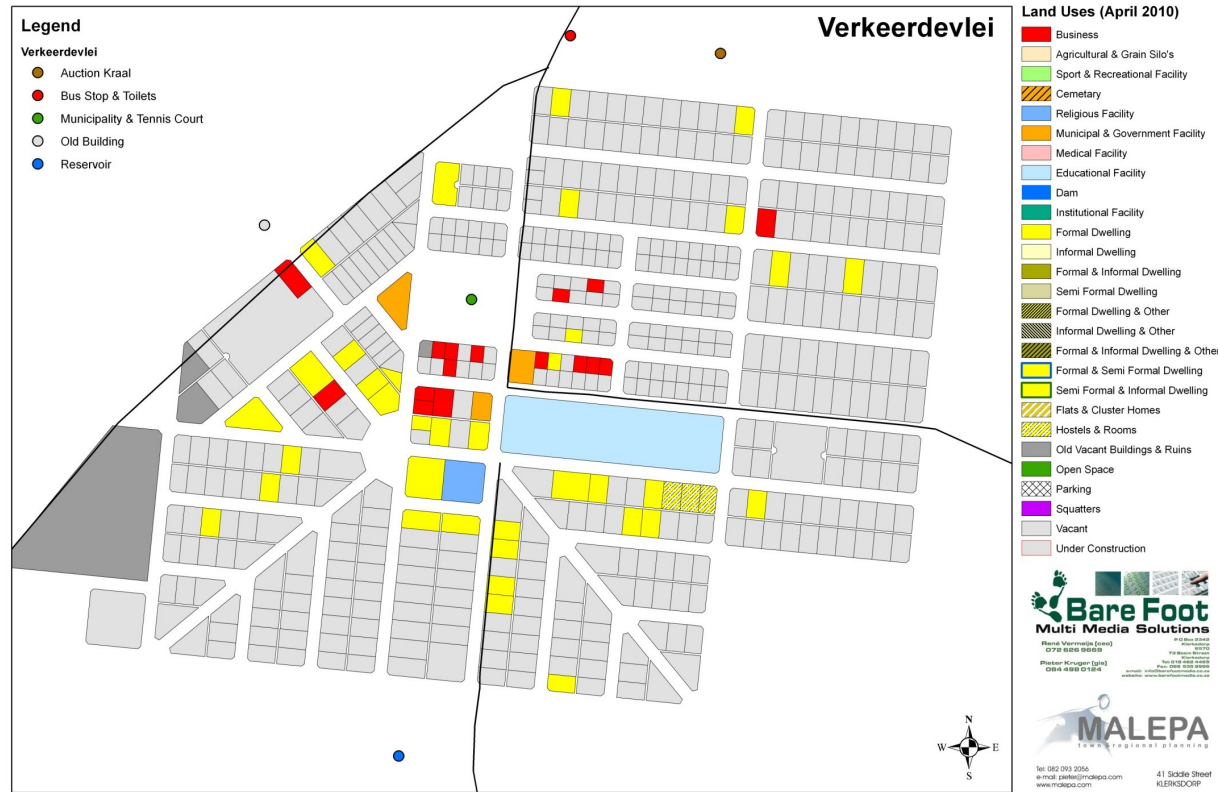 Legend
Verkeerdevlei
Auction Kraal
Bus Stop & Toilets
Municipality & Tennis Court
Old Building
Reservoir
Verkeerdevlei
N
W
E
S
Land Uses (April 2010)
Business
Agricultural & Grain Silo's
Sport & Recreational Facility
Cemetary
Religious Facility
Municipal & Government Facility
Medical Facility
Educational Facility
Dam
Institutional Facility
Formal Dwelling
Informal Dwelling
Formal & Informal Dwelling
Semi Formal Dwelling
Formal Dwelling & Other
Informal Dwelling & Other
Formal & Informal Dwelling & Other
Formal & Semi Formal Dwelling
Semi Formal & Informal Dwelling
Flats & Cluster Homes
Hostels & Rooms
Old Vacant Buildings & Ruins
Open Space
Parking
Squatters
Vacant
Under Construction
Bare Foot
Multi Media Solutions
René Vermeijs (ceo)
072 626 9669
Pieter Kruger (gis)
084 498 0124
P O Box 2342
Klerksdorp
2570
Klerksdorp
MALEPA
town & regional planning
Tel: 082 093 2056
e-mail: pieter@malepa.com
www.malepa.com
41 Siddle Street
KLERKSDORP